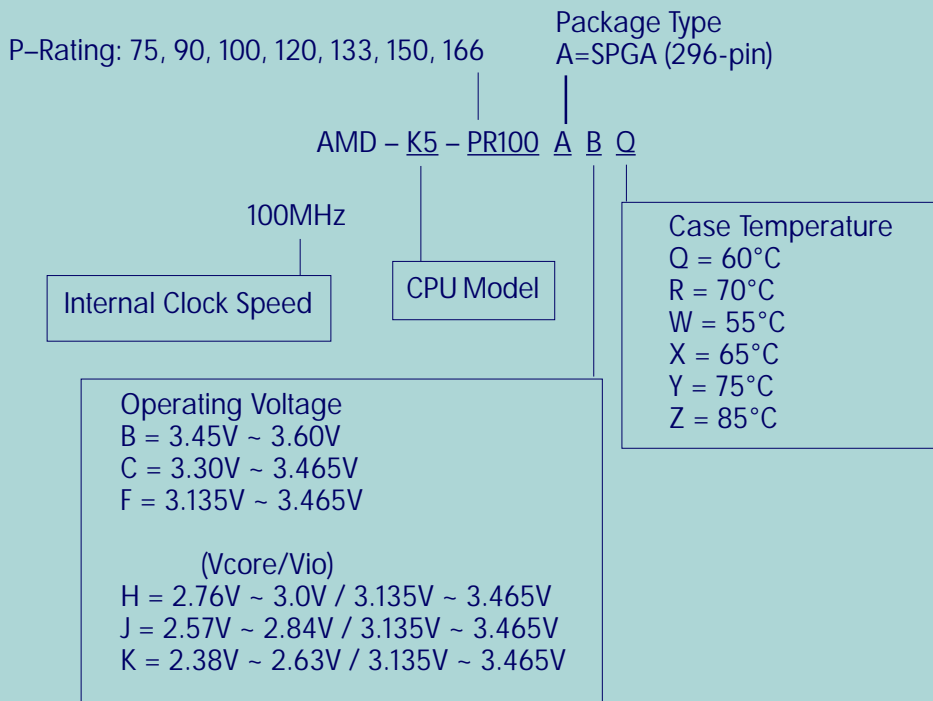 P–Rating: 75, 90, 100, 120, 133, 150, 166
Package Type
A=SPGA (296-pin)
AMD – K5 – PR100 A B Q
100MHz
Internal Clock Speed
CPU Model
Case Temperature
Q = 60°C
R = 70°C
W = 55°C
X = 65°C
Y = 75°C
Z = 85°C
Operating Voltage
B = 3.45V ~ 3.60V
C = 3.30V ~ 3.465V
F = 3.135V ~ 3.465V
(Vcore/Vio)
H = 2.76V ~ 3.0V / 3.135V ~ 3.465V
J = 2.57V ~ 2.84V / 3.135V ~ 3.465V
K = 2.38V ~ 2.63V / 3.135V ~ 3.465V